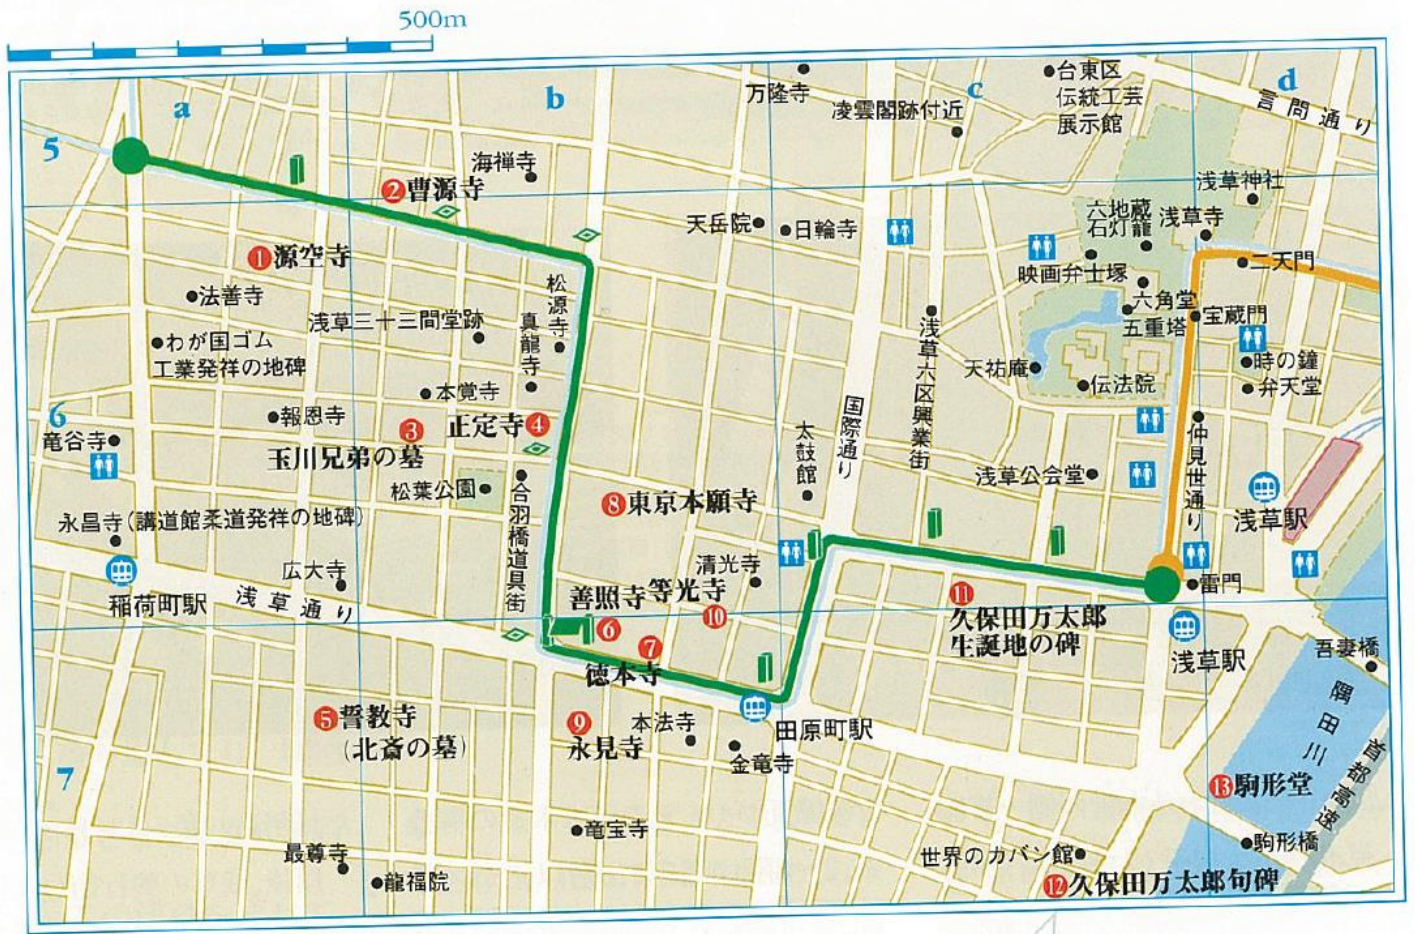 500m
a
b
c
d
5
6
7
万隆寺
凌雲閣跡付近
台東区
伝統工芸
展示館
言問通り
海禅寺
❷曹源寺
浅草神社
天岳院
日輪寺
六地蔵
石灯籠
浅草寺
❶源空寺
松源寺
映画弁士塚
二天門
法善寺
浅草三十三間堂跡
真龍寺
六角堂
五重塔
宝蔵門
わが国ゴム
工業発祥の地碑
浅草六区興業街
天祐庵
伝法院
時の鐘
弁天堂
本覚寺
報恩寺
❸
玉川兄弟の墓
正定寺❹
国際通り
太鼓館
仲見世通り
竜谷寺
松葉公園
合羽橋道具街
❽東京本願寺
浅草公会堂
浅草駅
永昌寺(講道館柔道発祥の地碑)
広大寺
清光寺
稲荷町駅
浅草通り
善照寺
❻
等光寺
❿
⓫
久保田万太郎
生誕地の碑
雷門
❼
徳本寺
浅草駅
吾妻橋
❺誓教寺
(北斎の墓)
❾
永見寺
本法寺
田原町駅
金竜寺
隅田川
首都高速
⓭駒形堂
竜宝寺
最尊寺
龍福院
世界のカバン館
駒形橋
⓬久保田万太郎句碑